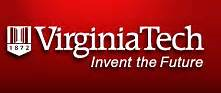 1872
VirginiaTech
Invent the Future